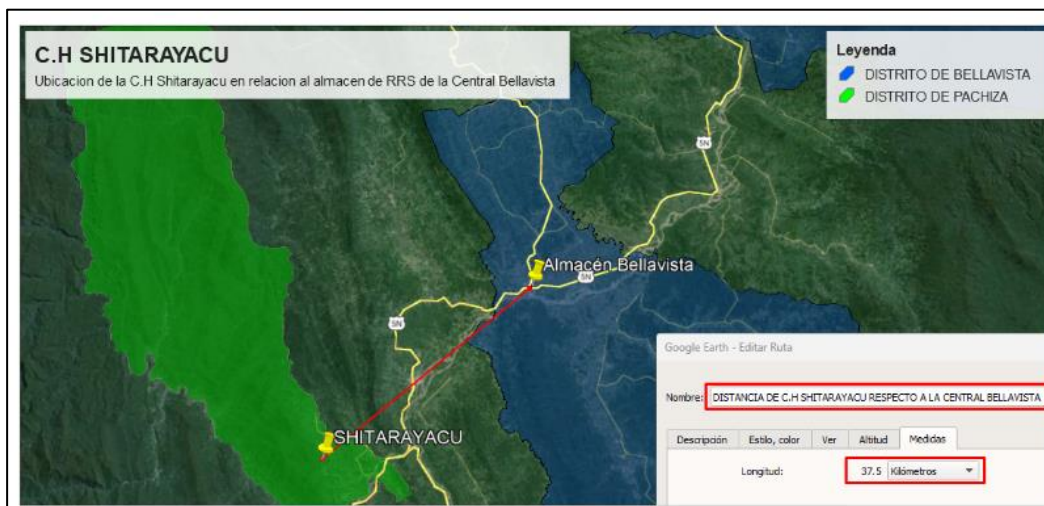 C.H SHITARAYACU
Ubicacion de la C.H Shitarayacu en relacion al almacen de RRS de la Central Bellavista
Leyenda
DISTRITO DE BELLAVISTA
DISTRITO DE PACHIZA
5N
Almacén Bellavista
5N
5N
SHITARAYACU
Google Earth - Editar Ruta
Nombre: DISTANCIA DE C.H SHITARAYACU RESPECTO A LA CENTRAL BELLAVISTA
Descripción Estilo, color Ver Altitud Medidas
Longitud: 37.5 Kilómetros